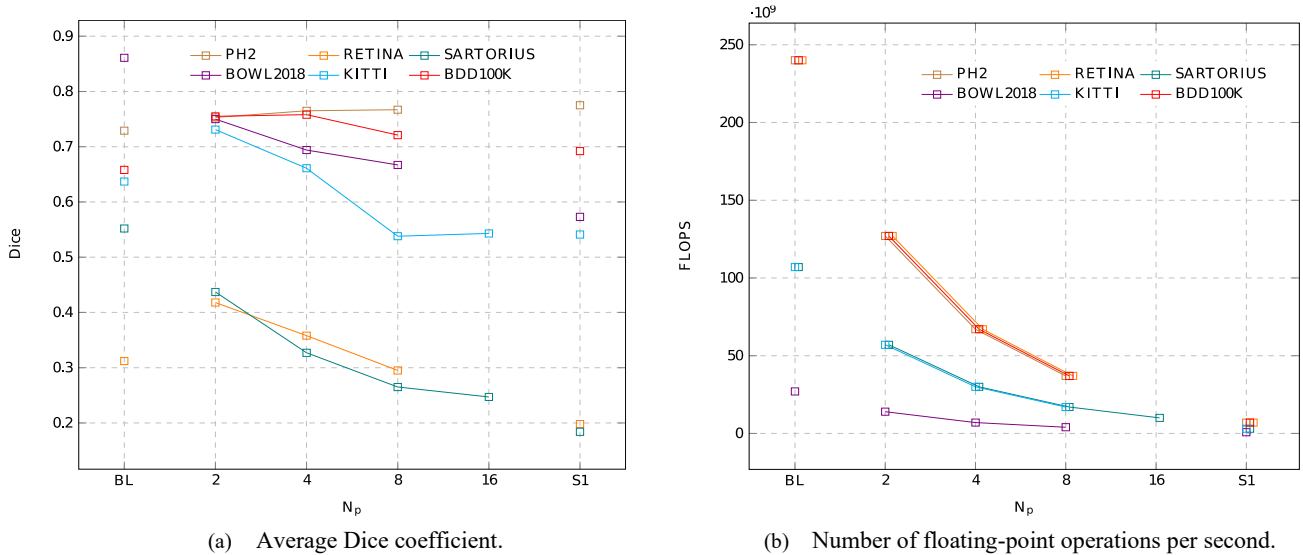 0.9
0.8
0.7
0.6
0.5
0.4
0.3
0.2
Dice
PH2 RETINA SARTORIUS
BOWL2018 KITTI BDD100K
BL 2 4 8 16 S1
Np
(a) Average Dice coefficient.
·10⁹
250
200
150
100
50
0
FLOPS
PH2 RETINA SARTORIUS
BOWL2018 KITTI BDD100K
BL 2 4 8 16 S1
Np
(b) Number of floating-point operations per second.